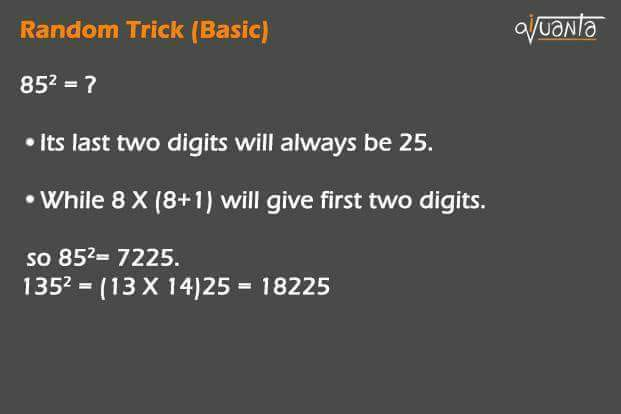 Random Trick (Basic)
qVuanta
85² = ?
• Its last two digits will always be 25.
• While 8 X (8+1) will give first two digits.
so 85²= 7225.
135² = (13 X 14)25 = 18225